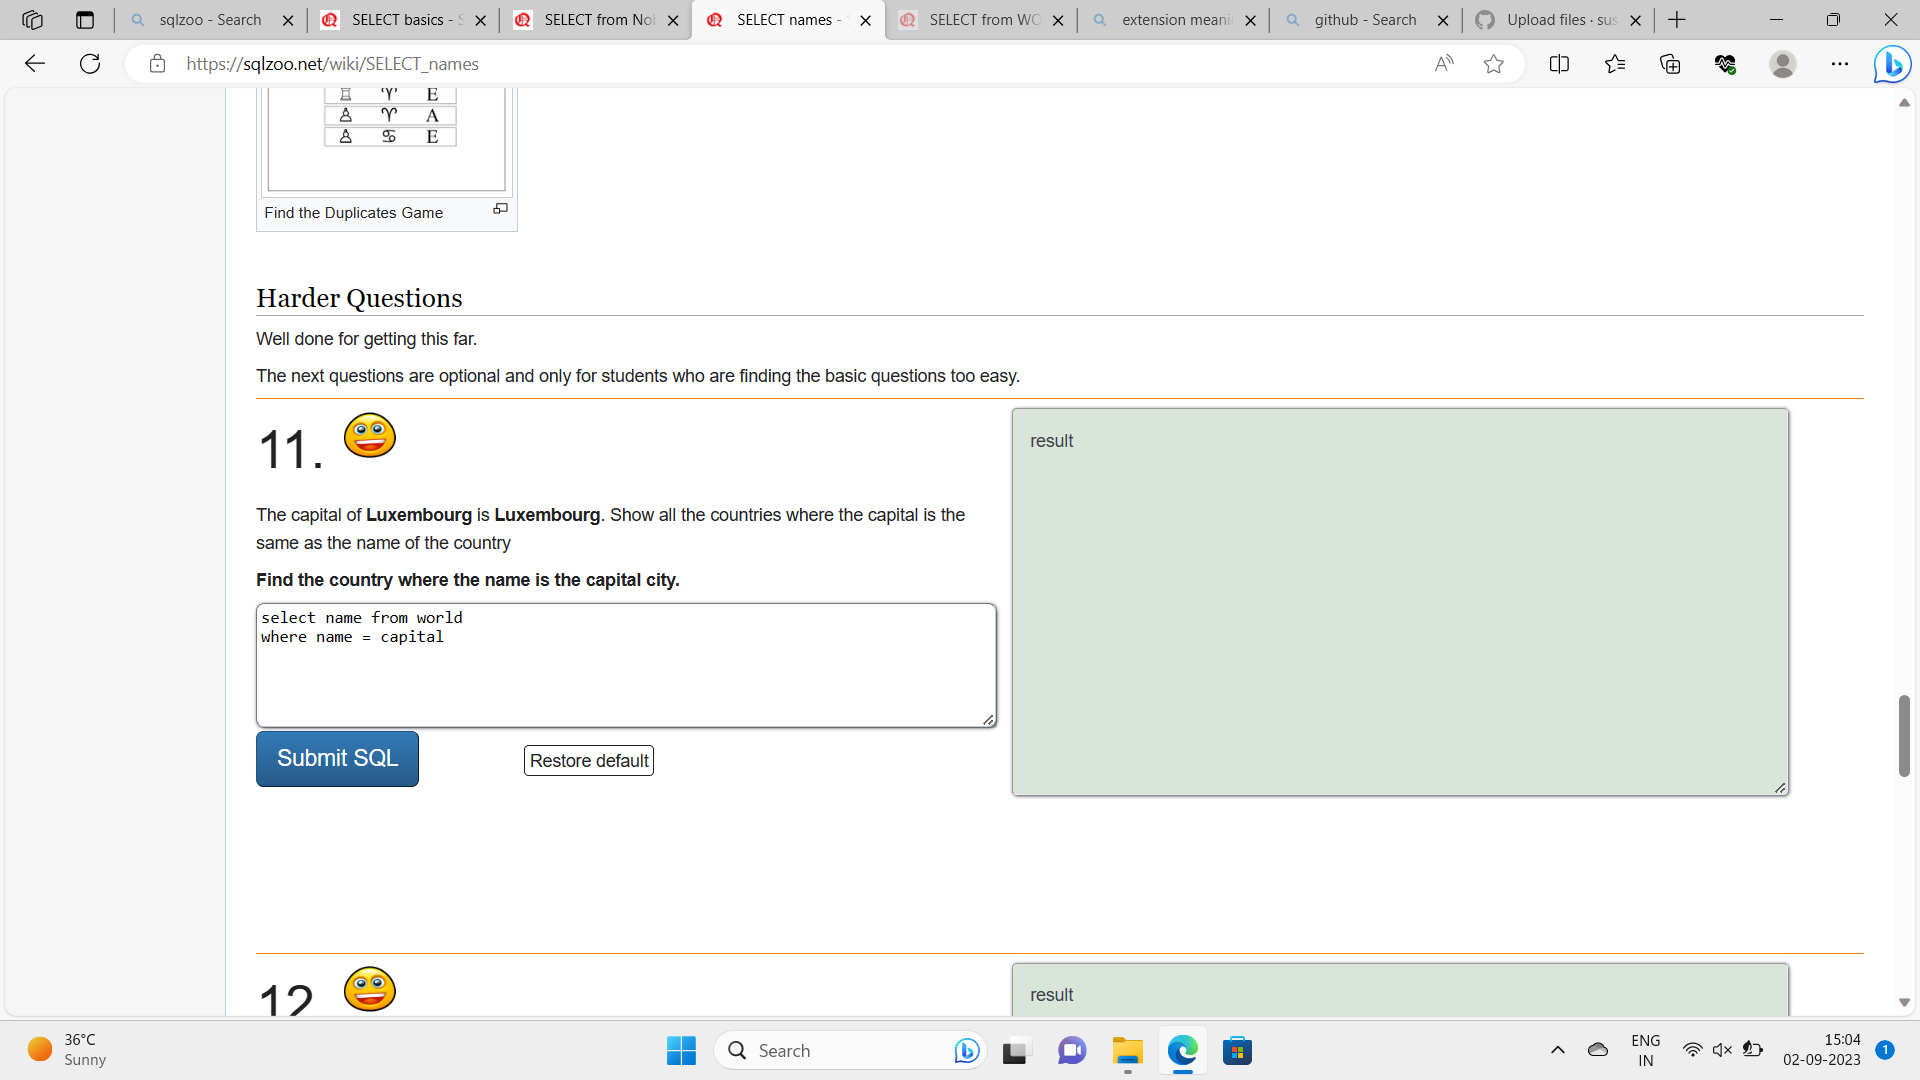 sqlzoo - Search
SELECT basics - S
SELECT from Nob
SELECT names - S
SELECT from WO
extension meani
github - Search
Upload files · sus
https://sqlzoo.net/wiki/SELECT_names
E
A
E
Find the Duplicates Game
Harder Questions
Well done for getting this far.
The next questions are optional and only for students who are finding the basic questions too easy.
11.
result
The capital of Luxembourg is Luxembourg. Show all the countries where the capital is the
same as the name of the country
Find the country where the name is the capital city.
select name from world
where name = capital
Submit SQL
Restore default
12
result
36°C
Sunny
Search
ENG
IN
15:04
02-09-2023
1